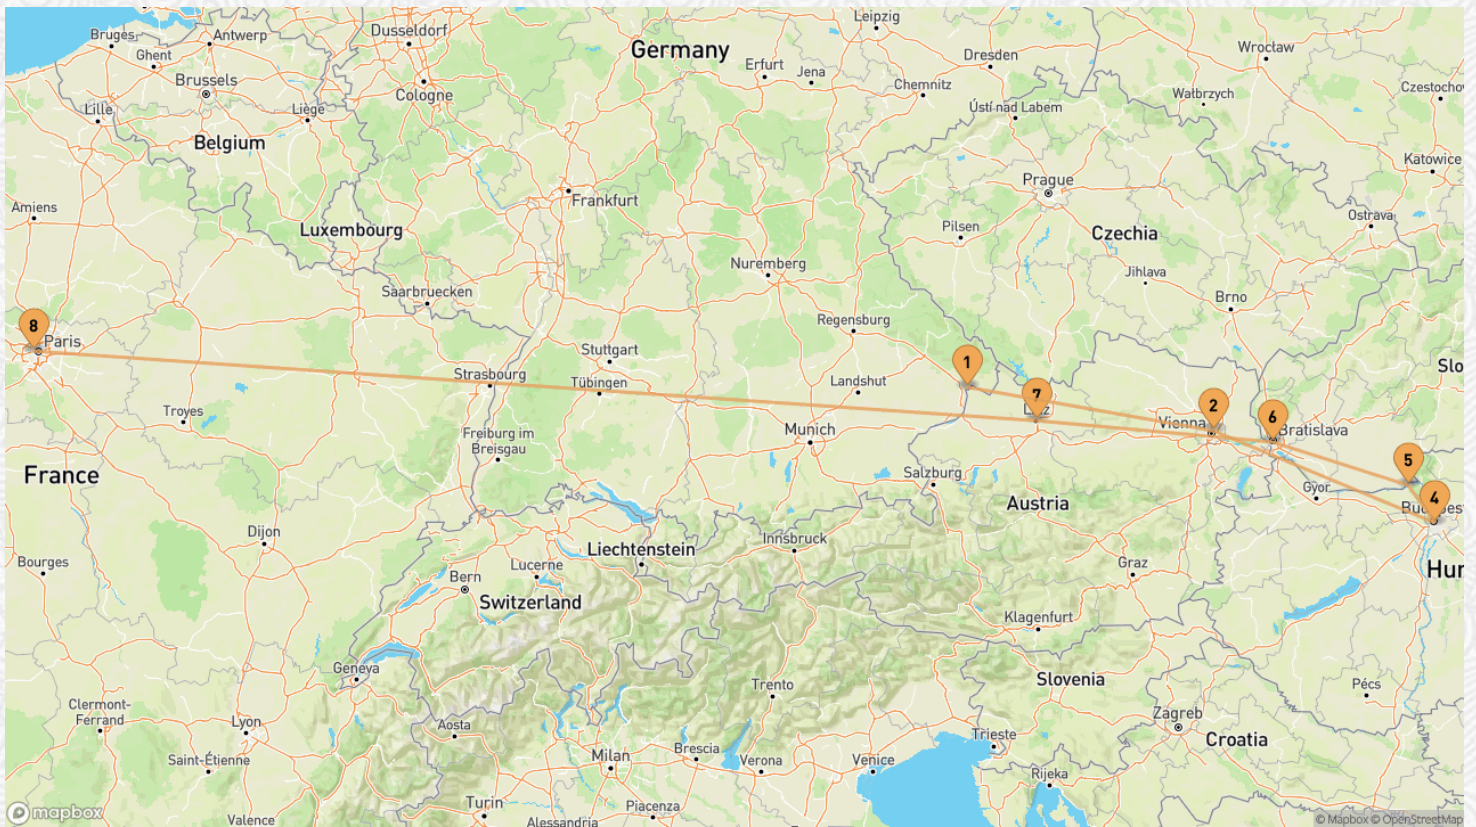 Bruges
Antwerp
Ghent
Brussels
Lille
Liège
Belgium
Dusseldorf
Cologne
Germany
Erfurt
Jena
Leipzig
Dresden
Chemnitz
Ústí nad Labem
Wrocław
Wałbrzych
Czestochow
Katowice
Ostrava
Amiens
Luxembourg
Frankfurt
Prague
Pilsen
Czechia
Jihlava
Brno
Nuremberg
Saarbruecken
Regensburg
8
Paris
Stuttgart
Strasbourg
Tübingen
Landshut
1
7
2
Vienna
6
Bratislava
Slo
Troyes
Freiburg im
Breisgau
Munich
Salzburg
5
Gyor
4
France
Austria
Dijon
Bourges
Liechtenstein
Innsbruck
Lucerne
Bern
Switzerland
Graz
Hur
Klagenfurt
Geneva
Slovenia
Trento
Pécs
Clermont-
Ferrand
Lyon
Aosta
Zagreb
Croatia
Trieste
Saint-Étienne
Milan
Brescia
Verona
Venice
Rijeka
Turin
Piacenza
Valence
Alessandria
mapbox
© Mapbox © OpenStreetMap